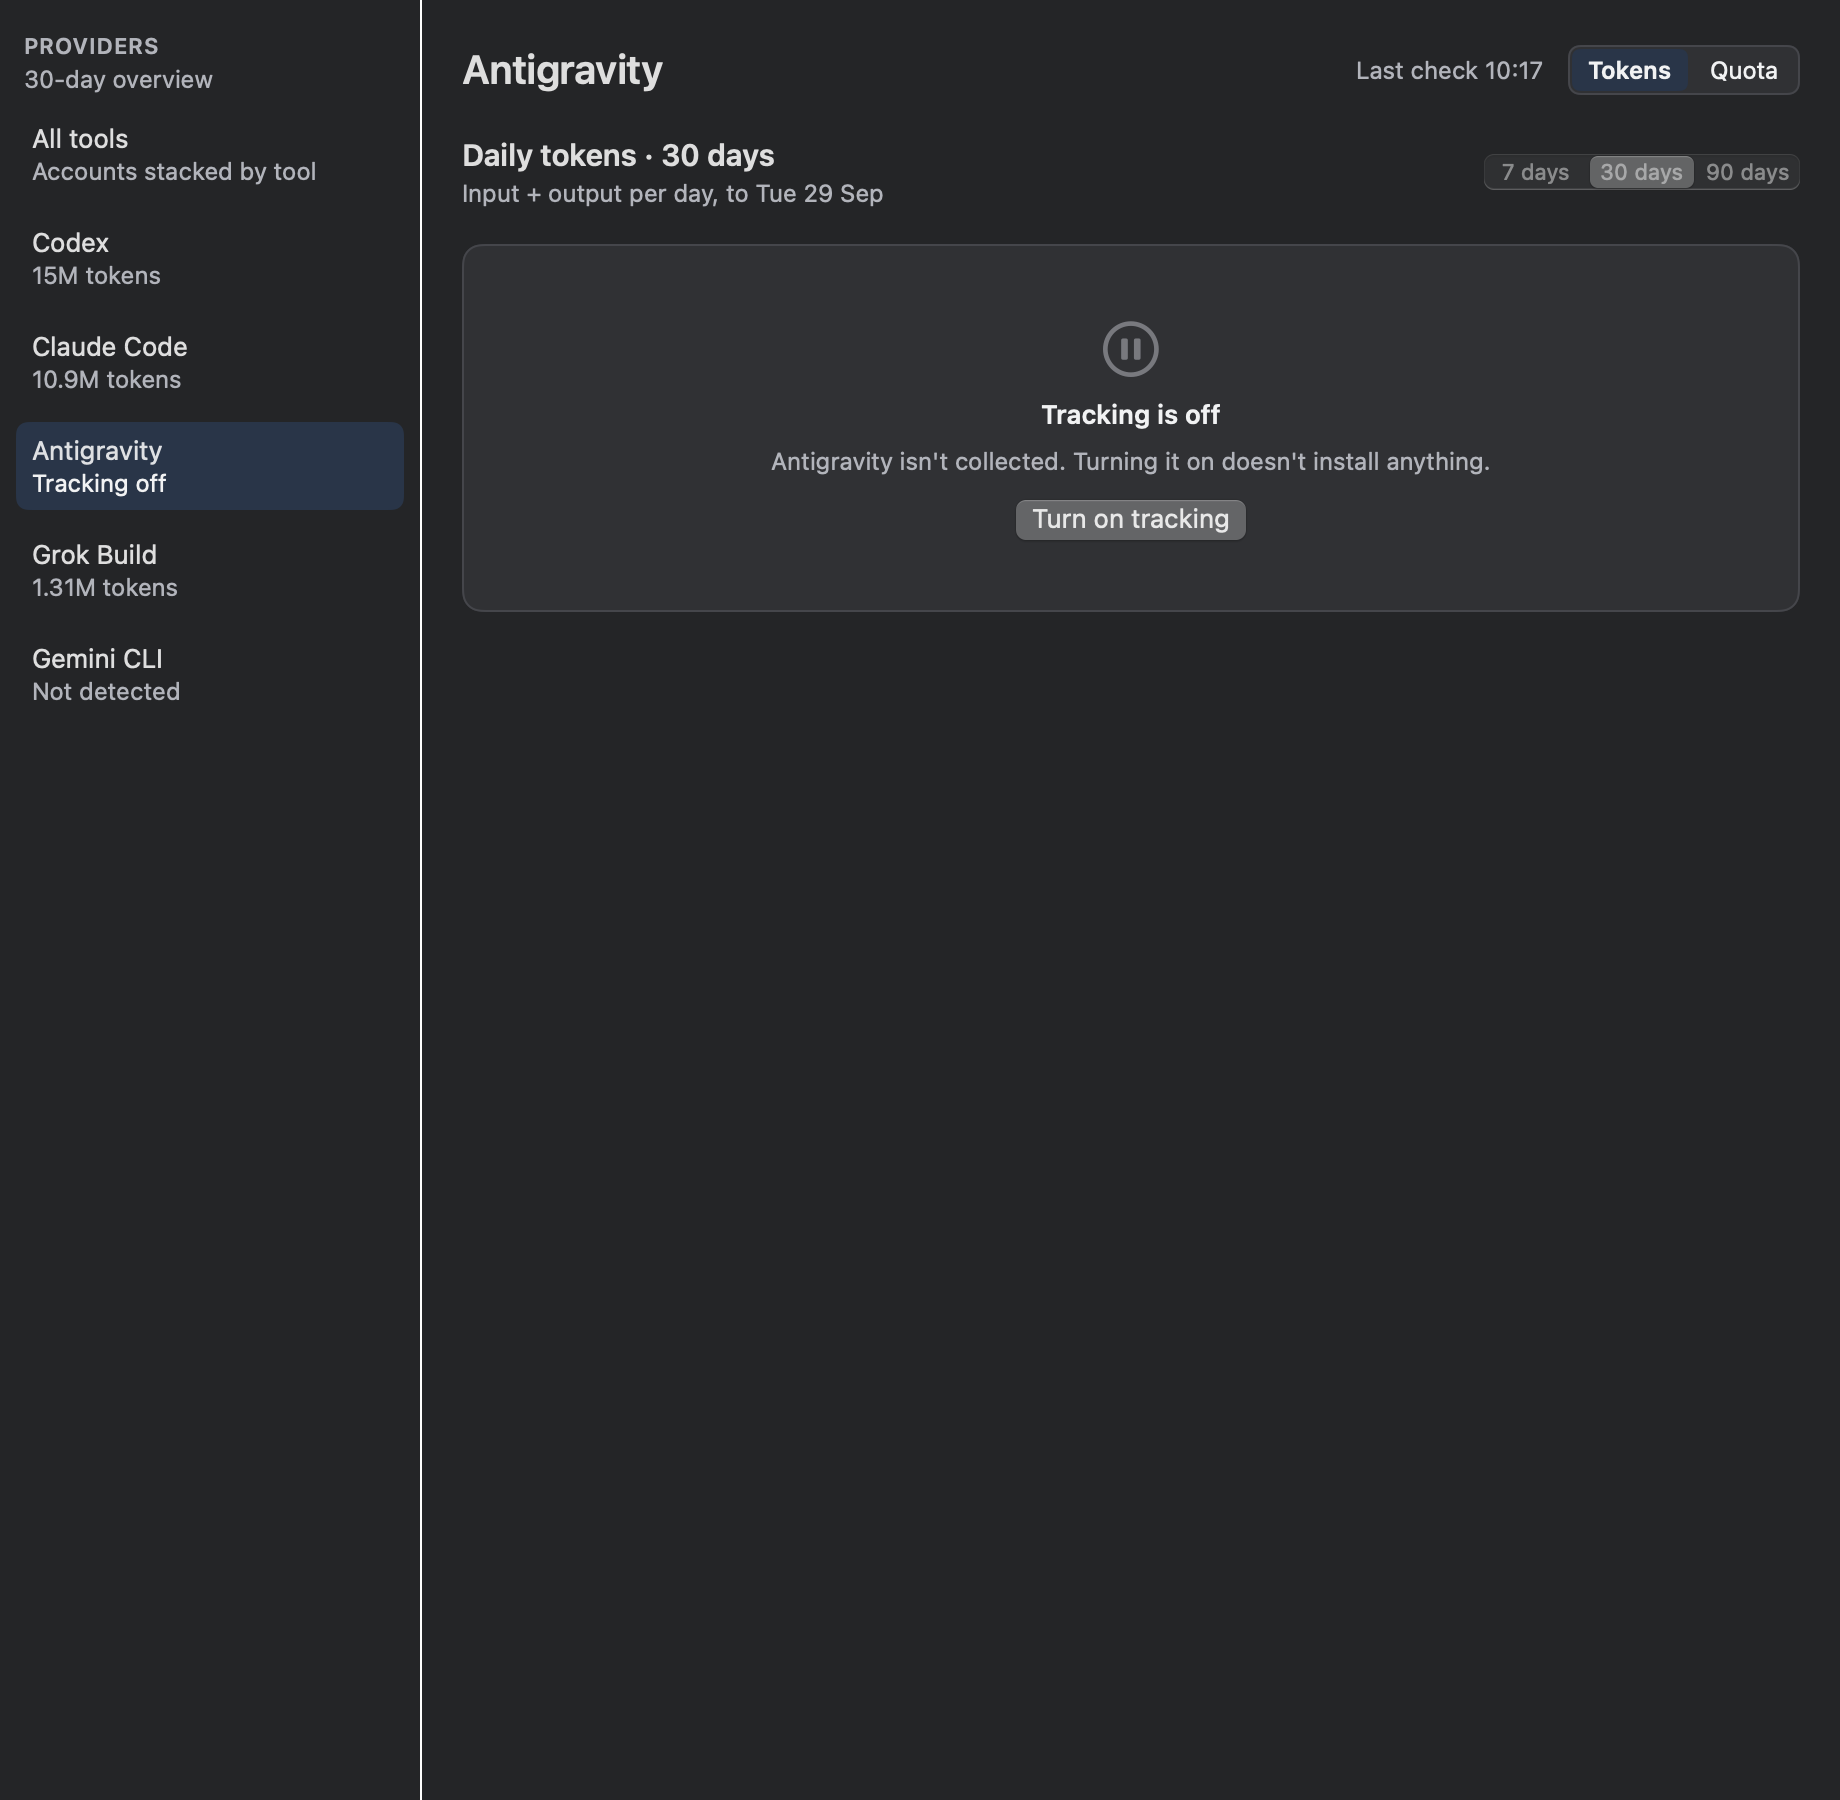 PROVIDERS
30-day overview
All tools
Accounts stacked by tool
Codex
15M tokens
Claude Code
10.9M tokens
Antigravity
Tracking off
Grok Build
1.31M tokens
Gemini CLI
Not detected
Antigravity
Last check 10:17
Tokens
Quota
Daily tokens · 30 days
Input + output per day, to Tue 29 Sep
7 days
30 days
90 days
Tracking is off
Antigravity isn't collected. Turning it on doesn't install anything.
Turn on tracking